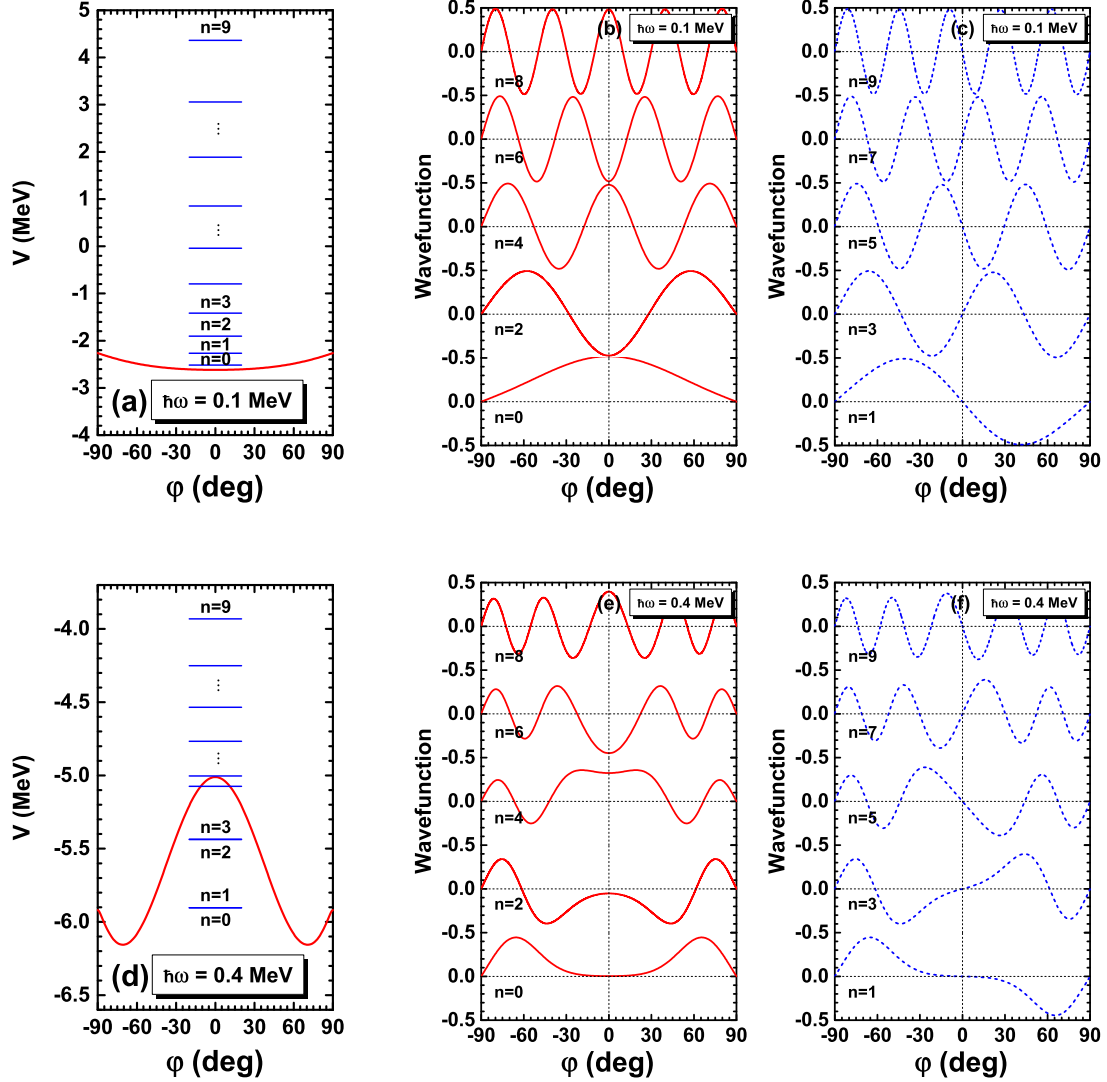 V (MeV)
5
4
3
2
1
0
-1
-2
-3
-4
n=9
n=3
n=2
n=1
n=0
(a)
ħω = 0.1 MeV
-90 -60 -30 0 30 60 90
φ (deg)
Wavefunction
0.0
-0.5
0.0
-0.5
0.0
-0.5
0.0
-0.5
0.0
-0.5
(b)
ħω = 0.1 MeV
n=8
n=6
n=4
n=2
n=0
-90 -60 -30 0 30 60 90
φ (deg)
Wavefunction
0.0
-0.5
0.0
-0.5
0.0
-0.5
0.0
-0.5
0.0
-0.5
(c)
ħω = 0.1 MeV
n=9
n=7
n=5
n=3
n=1
-90 -60 -30 0 30 60 90
φ (deg)
V (MeV)
-4.0
-4.5
-5.0
-5.5
-6.0
-6.5
n=9
n=3
n=2
n=1
n=0
(d)
ħω = 0.4 MeV
-90 -60 -30 0 30 60 90
φ (deg)
Wavefunction
0.5
0.0
-0.5
0.0
-0.5
0.0
-0.5
0.0
-0.5
0.0
-0.5
(e)
ħω = 0.4 MeV
n=8
n=6
n=4
n=2
n=0
-90 -60 -30 0 30 60 90
φ (deg)
Wavefunction
0.5
0.0
-0.5
0.0
-0.5
0.0
-0.5
0.0
-0.5
0.0
-0.5
(f)
ħω = 0.4 MeV
n=9
n=7
n=5
n=3
n=1
-90 -60 -30 0 30 60 90
φ (deg)